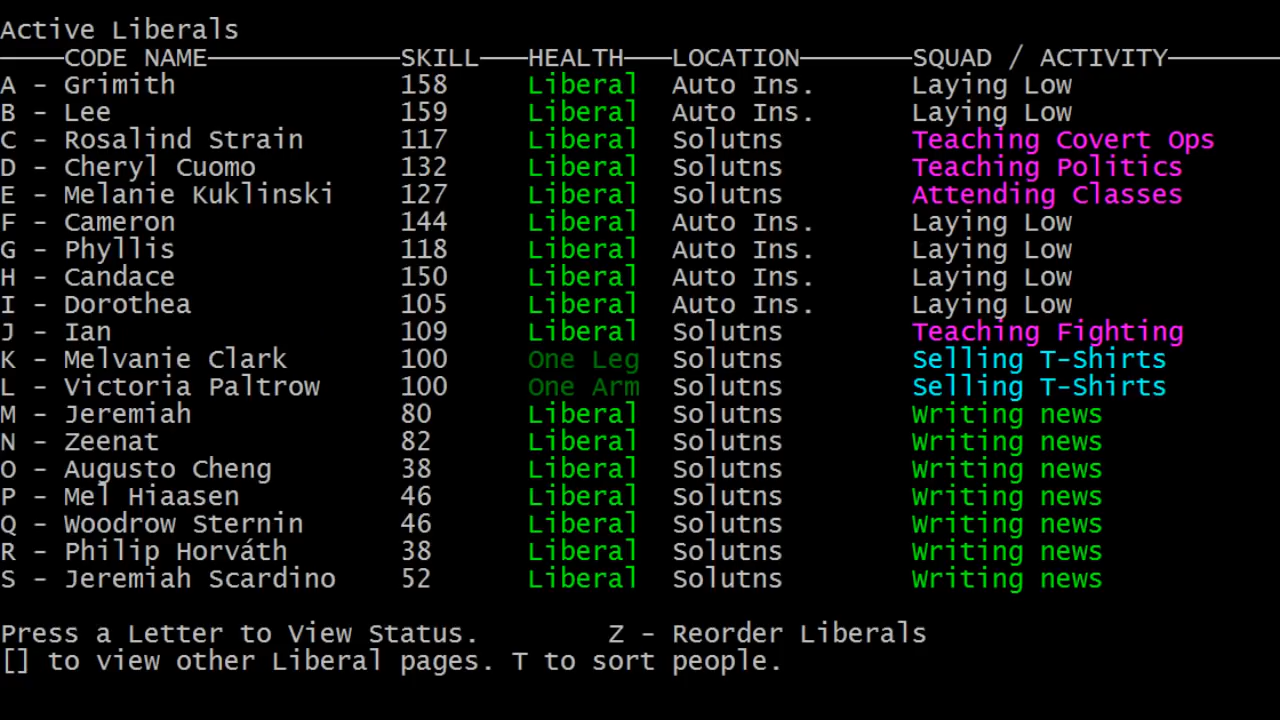 Active Liberals
————CODE NAME————————————SKILL———HEALTH———LOCATION———————SQUAD / ACTIVITY———————
A - Grimith 158 Liberal Auto Ins. Laying Low
B - Lee 159 Liberal Auto Ins. Laying Low
C - Rosalind Strain 117 Liberal Solutns Teaching Covert Ops
D - Cheryl Cuomo 132 Liberal Solutns Teaching Politics
E - Melanie Kuklinski 127 Liberal Solutns Attending Classes
F - Cameron 144 Liberal Auto Ins. Laying Low
G - Phyllis 118 Liberal Auto Ins. Laying Low
H - Candace 150 Liberal Auto Ins. Laying Low
I - Dorothea 105 Liberal Auto Ins. Laying Low
J - Ian 109 Liberal Solutns Teaching Fighting
K - Melvanie Clark 100 One Leg Solutns Selling T-Shirts
L - Victoria Paltrow 100 One Arm Solutns Selling T-Shirts
M - Jeremiah 80 Liberal Solutns Writing news
N - Zeenat 82 Liberal Solutns Writing news
O - Augusto Cheng 38 Liberal Solutns Writing news
P - Mel Hiaasen 46 Liberal Solutns Writing news
Q - Woodrow Sternin 46 Liberal Solutns Writing news
R - Philip Horváth 38 Liberal Solutns Writing news
S - Jeremiah Scardino 52 Liberal Solutns Writing news
Press a Letter to View Status. Z - Reorder Liberals
[] to view other Liberal pages. T to sort people.